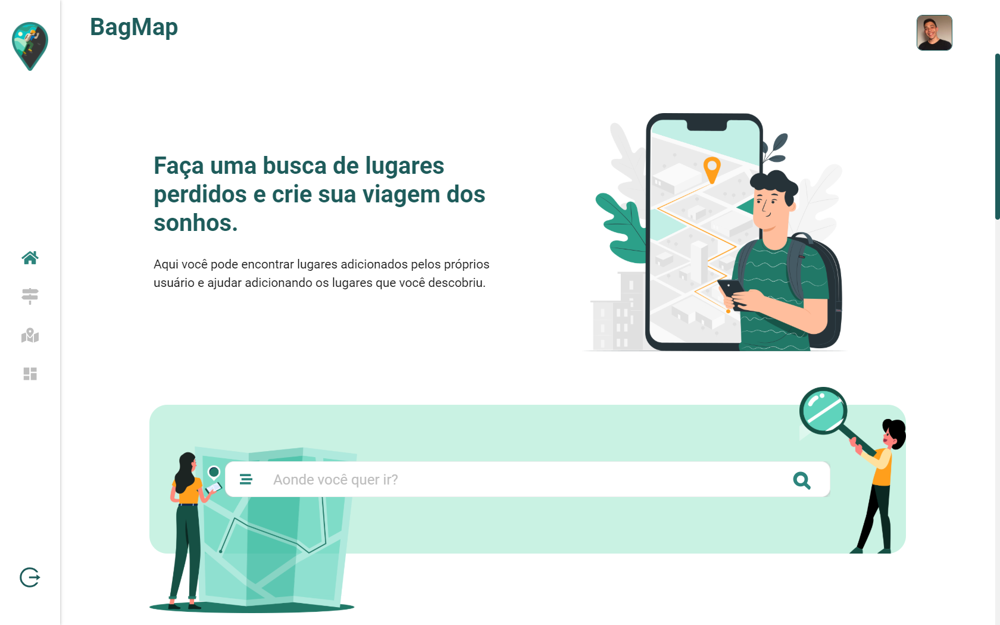 BagMap
Faça uma busca de lugares
perdidos e crie sua viagem dos
sonhos.
Aqui você pode encontrar lugares adicionados pelos próprios
usuário e ajudar adicionando os lugares que você descobriu.
Aonde você quer ir?